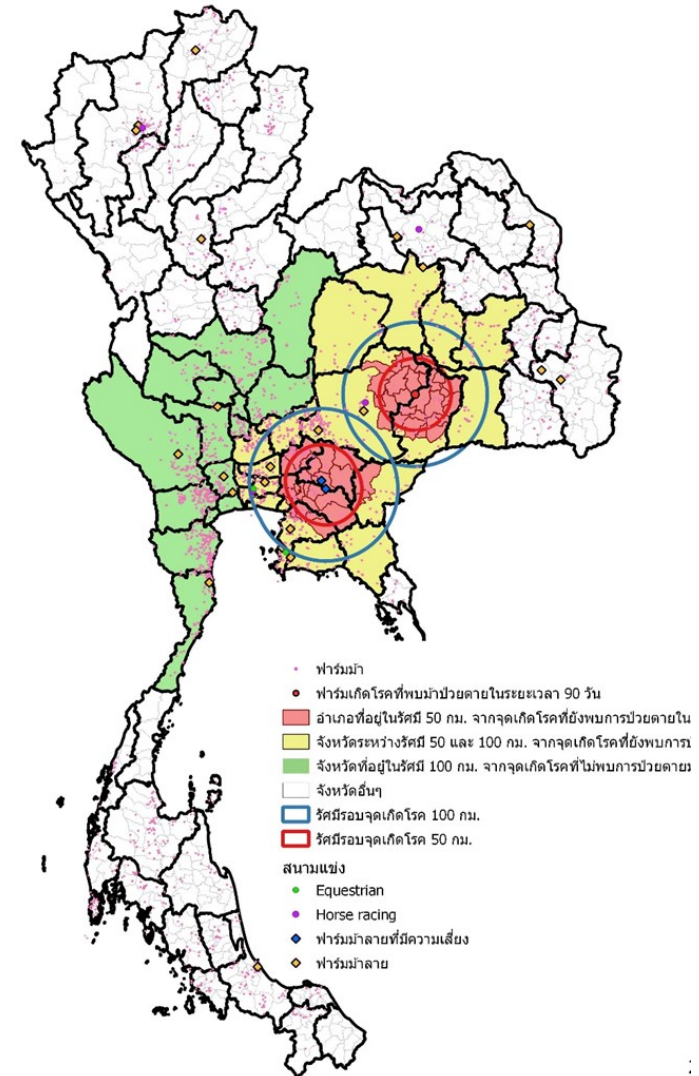 ฟาร์มม้า
ฟาร์มเกิดโรคที่พบม้าป่วยตายในระยะเวลา 90 วัน
อำเภอที่อยู่ในรัศมี 50 กม. จากจุดเกิดโรคที่ยังพบการป่วยตายใน
จังหวัดระหว่างรัศมี 50 และ 100 กม. จากจุดเกิดโรคที่ยังพบการป่
จังหวัดที่อยู่ในรัศมี 100 กม. จากจุดเกิดโรคที่ไม่พบการป่วยตายม
จังหวัดอื่นๆ
รัศมีรอบจุดเกิดโรค 100 กม.
รัศมีรอบจุดเกิดโรค 50 กม.
สนามแข่ง
Equestrian
Horse racing
ฟาร์มม้าลายที่มีความเสี่ยง
ฟาร์มม้าลาย